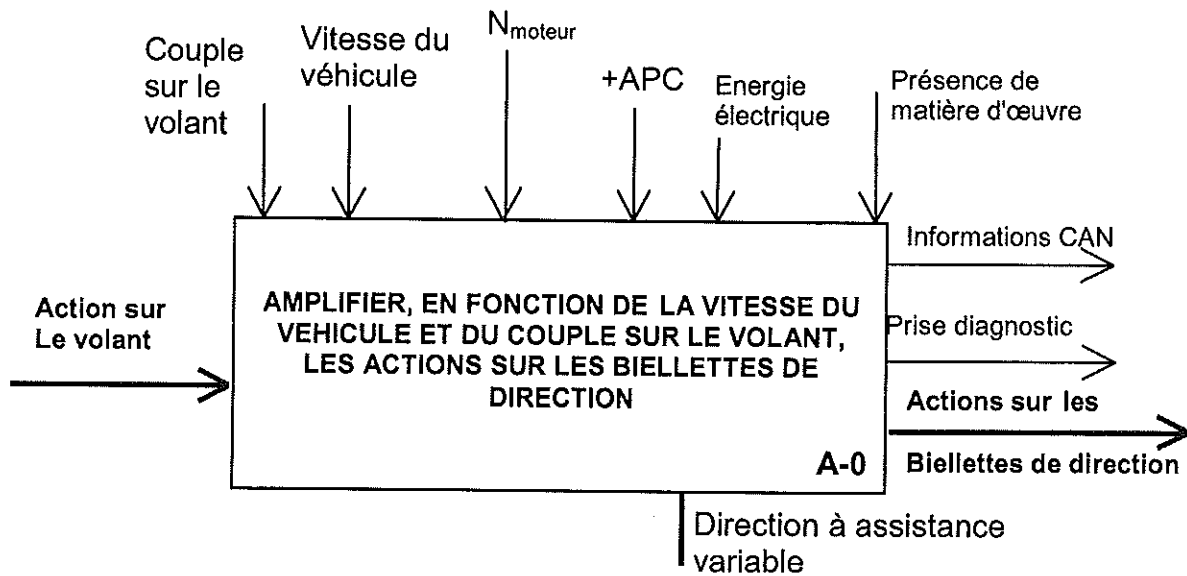 Couple
sur le
volant
Vitesse du
véhicule
N moteur
+APC
Energie
électrique
Présence de
matière d'œuvre
Action sur
Le volant
AMPLIFIER, EN FONCTION DE LA VITESSE DU
VEHICULE ET DU COUPLE SUR LE VOLANT,
LES ACTIONS SUR LES BIELLETTES DE
DIRECTION
A-0
Informations CAN
Prise diagnostic
Actions sur les
Biellettes de direction
Direction à assistance
variable